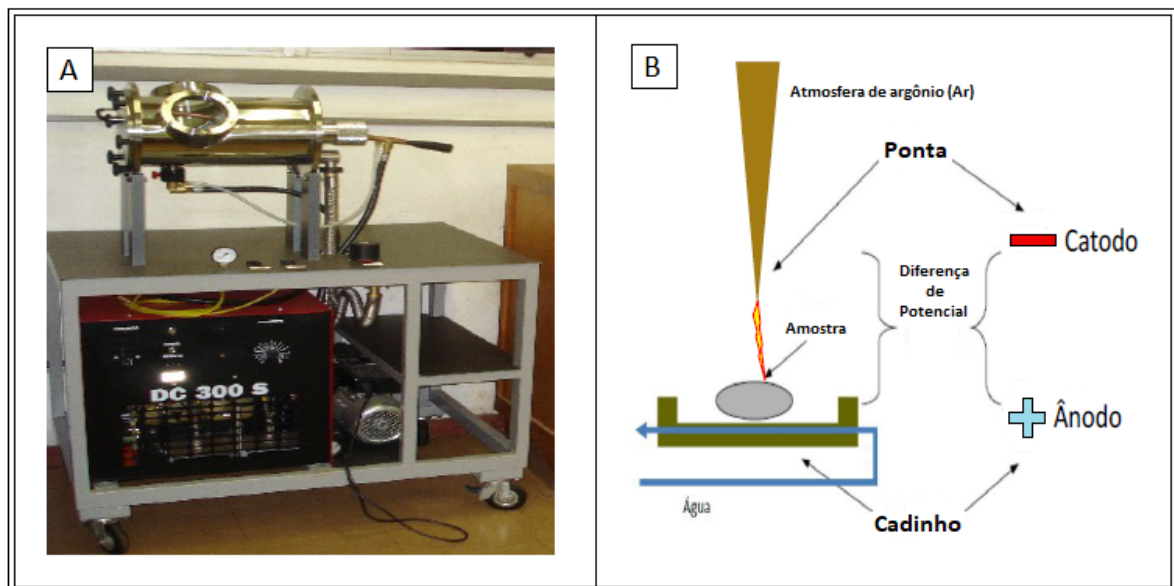 A
DC 300 S
B
Atmosfera de argônio (Ar)
Ponta
Catodo
Diferença
de
Potencial
Amostra
Ânodo
Água
Cadinho